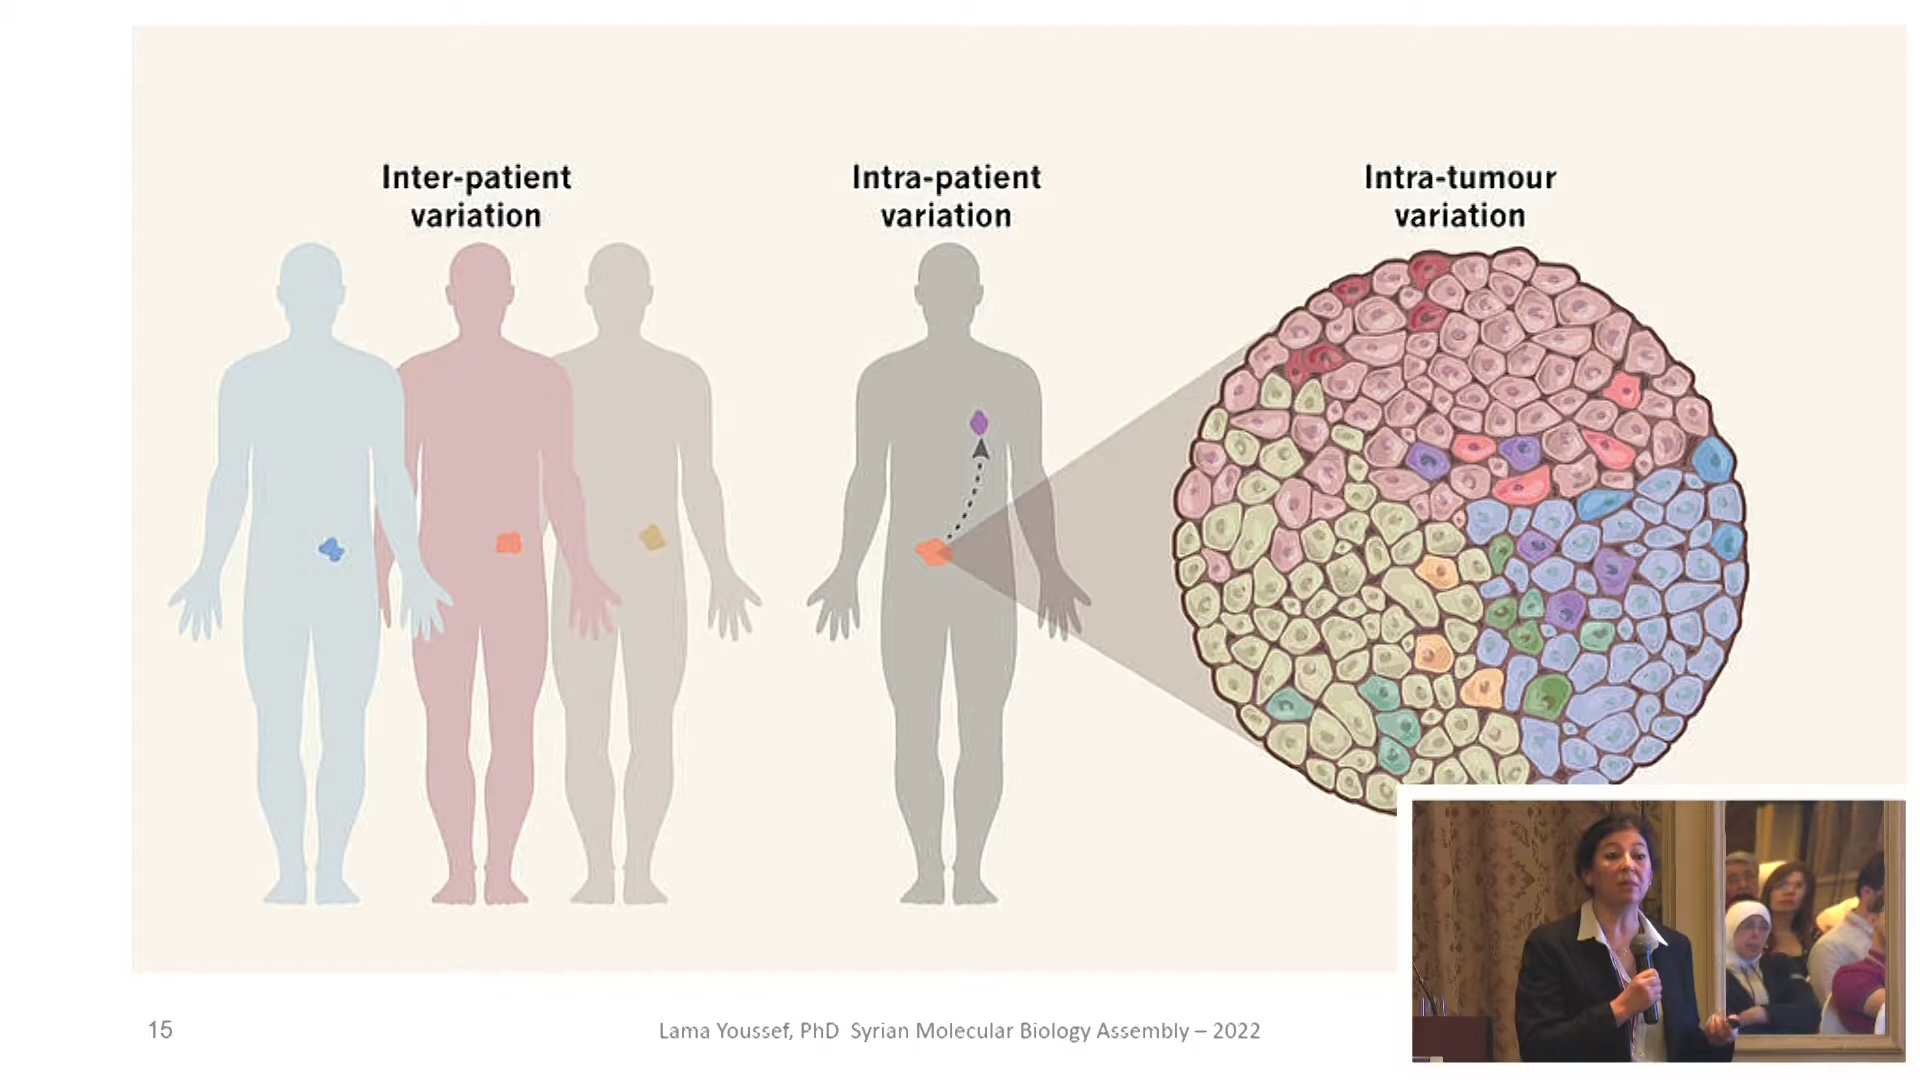 Inter-patient
variation
Intra-patient
variation
Intra-tumour
variation
15
Lama Youssef, PhD Syrian Molecular Biology Assembly – 2022